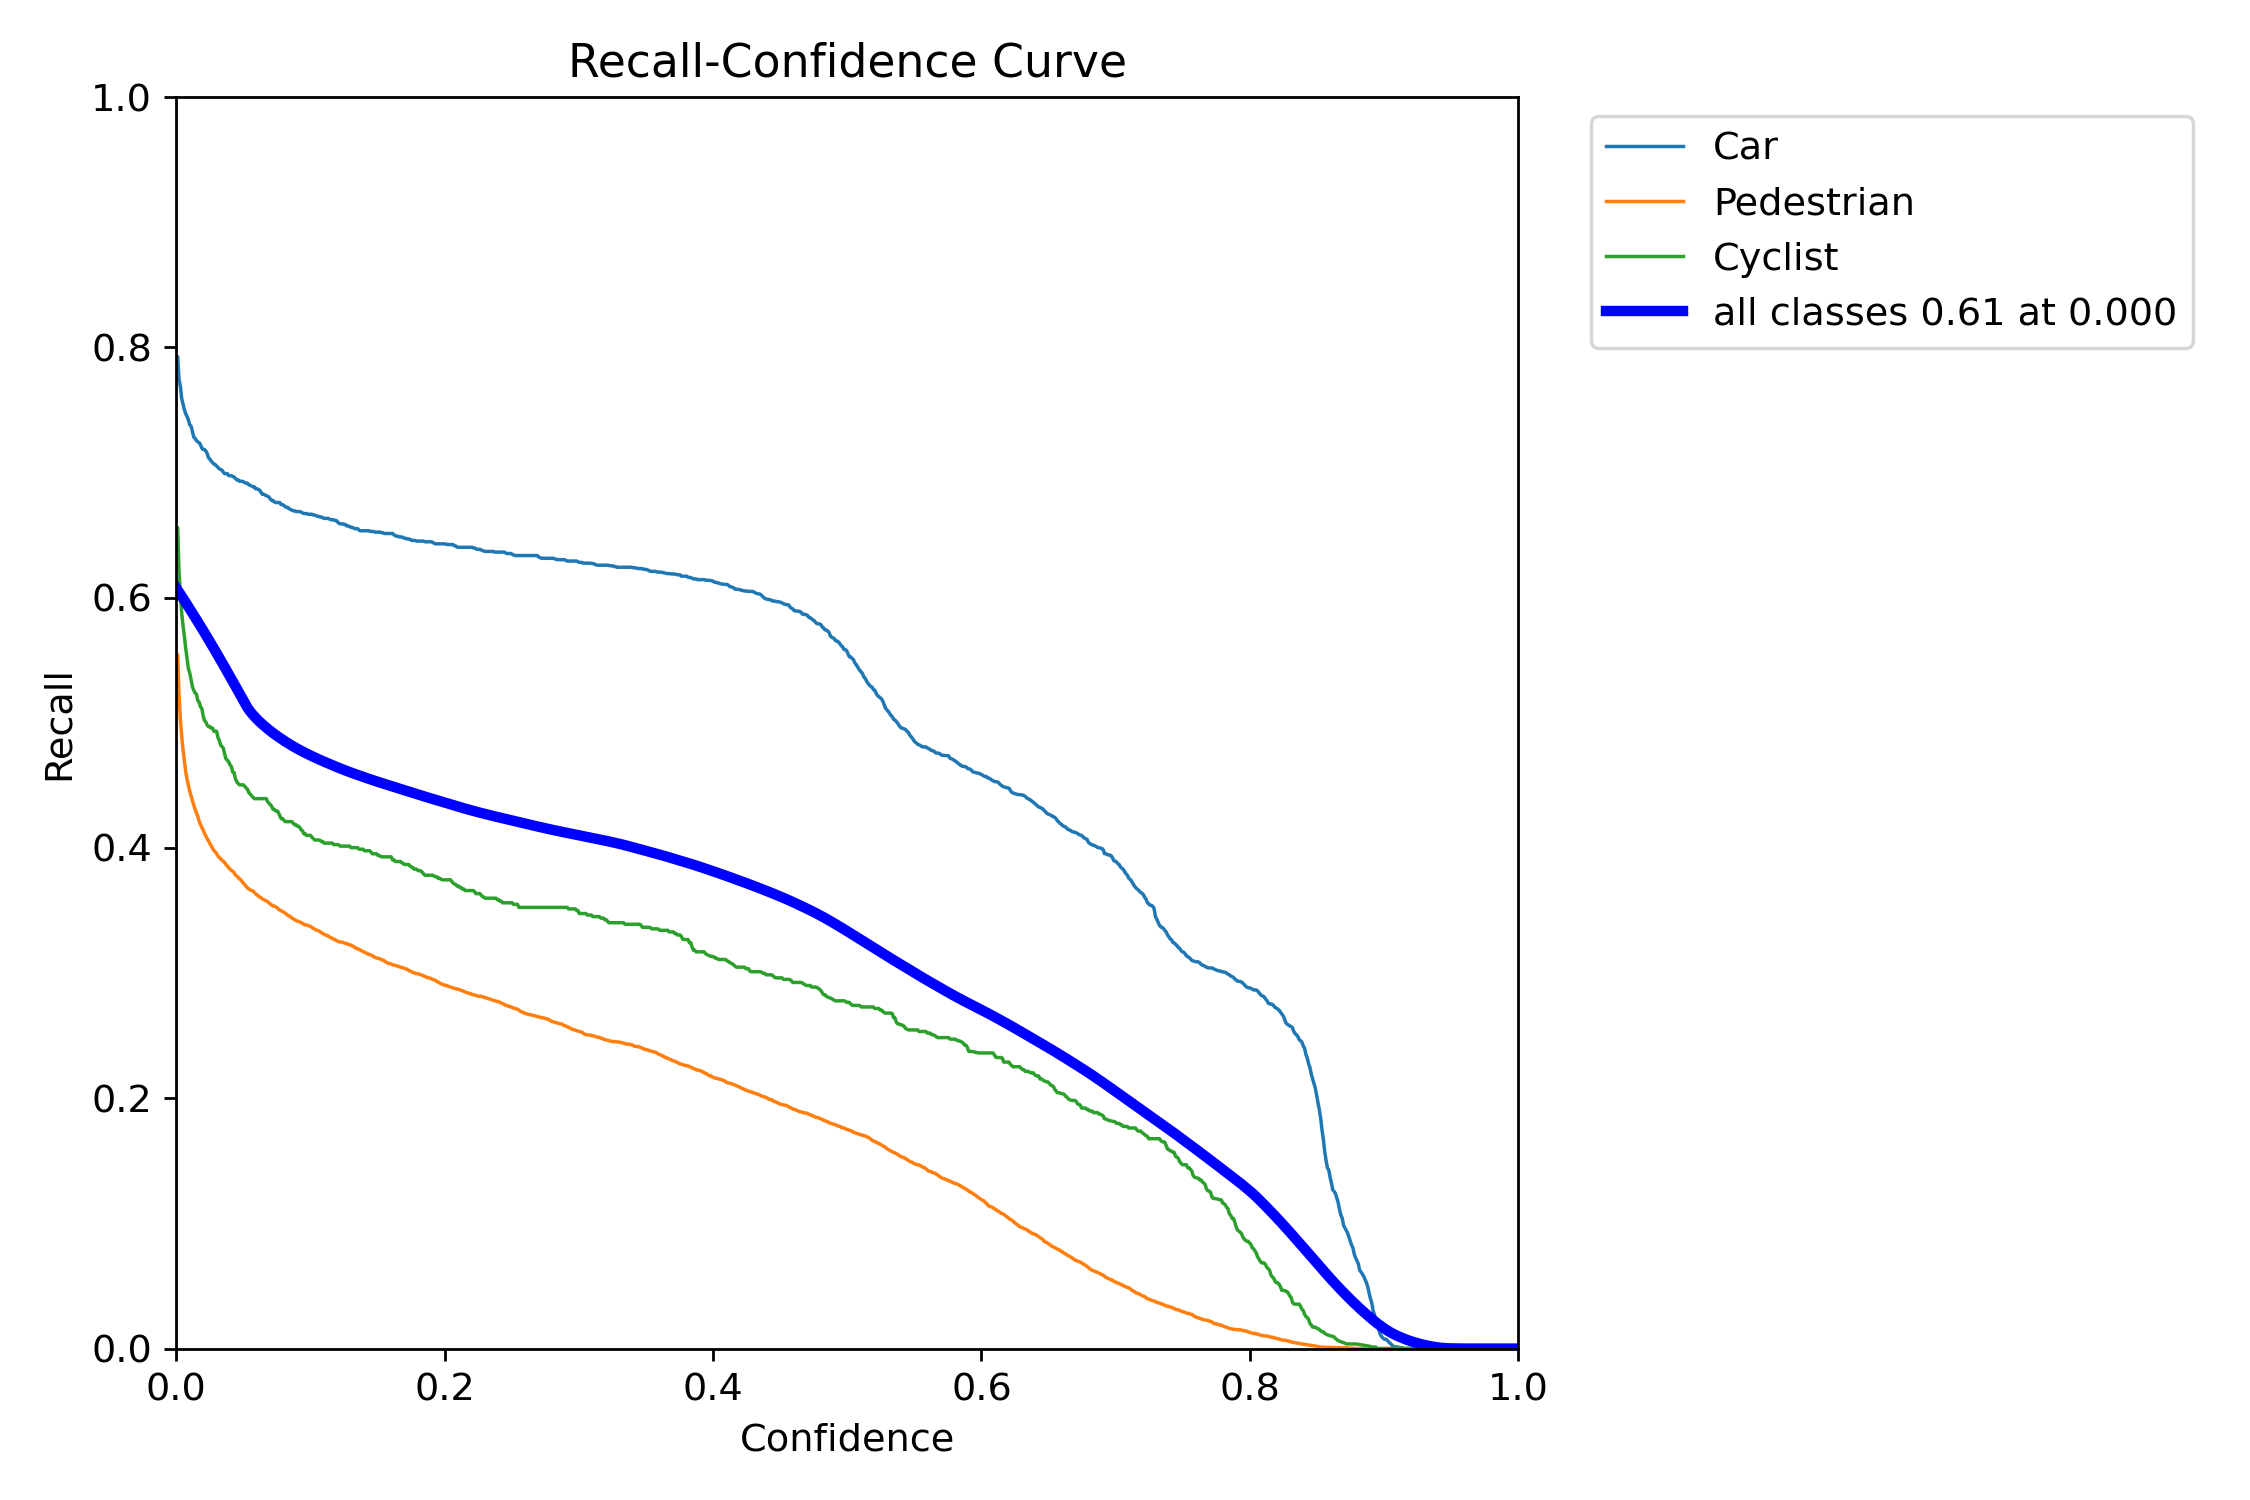 Recall-Confidence Curve
1.0
0.8
0.6
0.4
0.2
0.0
Recall
0.0 0.2 0.4 0.6 0.8 1.0
Confidence
Car
Pedestrian
Cyclist
all classes 0.61 at 0.000